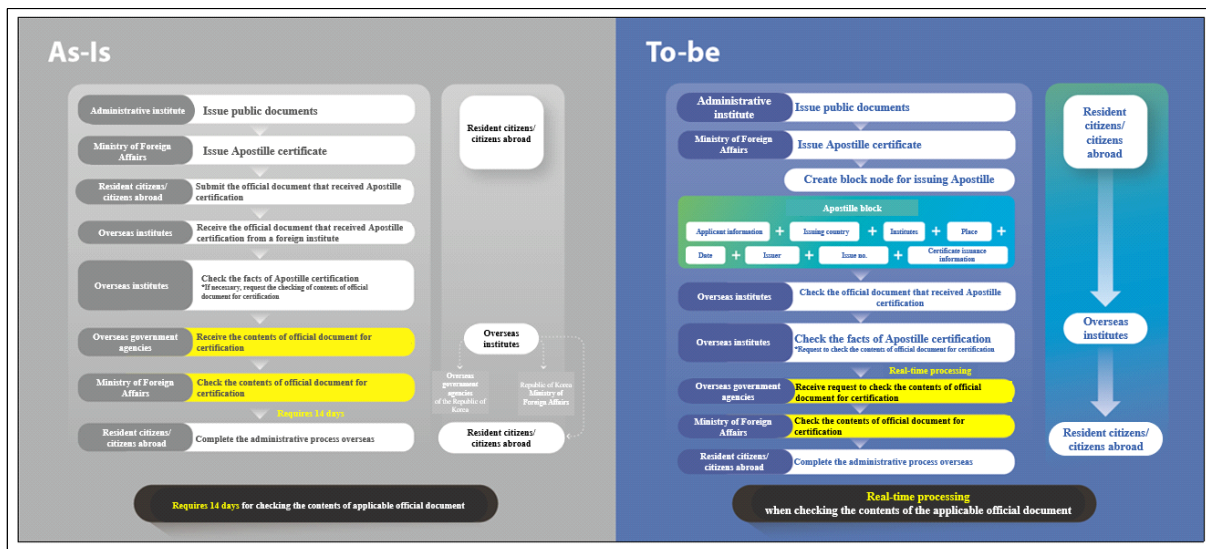 As-Is
Administrative institute
Issue public documents
Ministry of Foreign
Affairs
Issue Apostille certificate
Resident citizens/
citizens abroad
Submit the official document that received Apostille
certification
Overseas institutes
Receive the official document that received Apostille
certification from a foreign institute
Overseas institutes
Check the facts of Apostille certification
*If necessary, request the checking of contents of official
document for certification
Overseas government
agencies
Receive the contents of official document for
certification
Ministry of Foreign
Affairs
Check the contents of official document for
certification
Requires 14 days
Resident citizens/
citizens abroad
Complete the administrative process overseas
Resident citizens/
citizens abroad
Overseas
institutes
Overseas
government
agencies
of the Republic of
Korea
Republic of Korea
Ministry of
Foreign Affairs
Resident citizens/
citizens abroad
Requires 14 days for checking the contents of applicable official document
To-be
Administrative
institute
Issue public documents
Ministry of Foreign
Affairs
Issue Apostille certificate
Create block node for issuing Apostille
Apostille block
Applicant information + Issuing country + Institutes + Place +
Date + Issuer + Issue no. + Certificate issuance
information
Overseas institutes
Check the official document that received Apostille
certification
Overseas institutes
Check the facts of Apostille certification
*Request to check the contents of official document for certification
Real-time processing
Overseas government
agencies
Receive request to check the contents of official
document for certification
Ministry of Foreign
Affairs
Check the contents of official document for
certification
Resident citizens/
citizens abroad
Complete the administrative process overseas
Resident
citizens/
citizens
abroad
Overseas
institutes
Resident citizens/
citizens abroad
Real-time processing
when checking the contents of the applicable official document